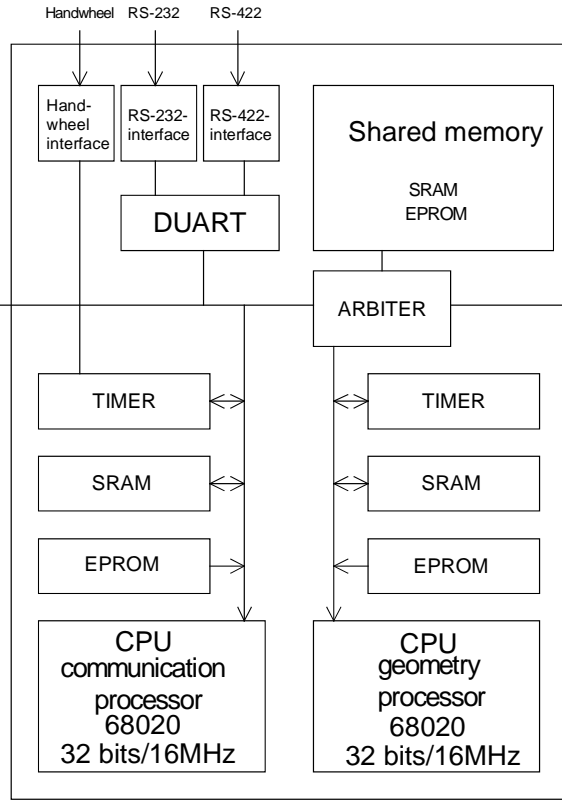 Handwheel RS-232 RS-422
Hand-
wheel
interface
RS-232-
interface
RS-422-
interface
Shared memory
SRAM
EPROM
DUART
ARBITER
TIMER
TIMER
SRAM
SRAM
EPROM
EPROM
CPU
communication
processor
68020
32 bits/16MHz
CPU
geometry
processor
68020
32 bits/16MHz